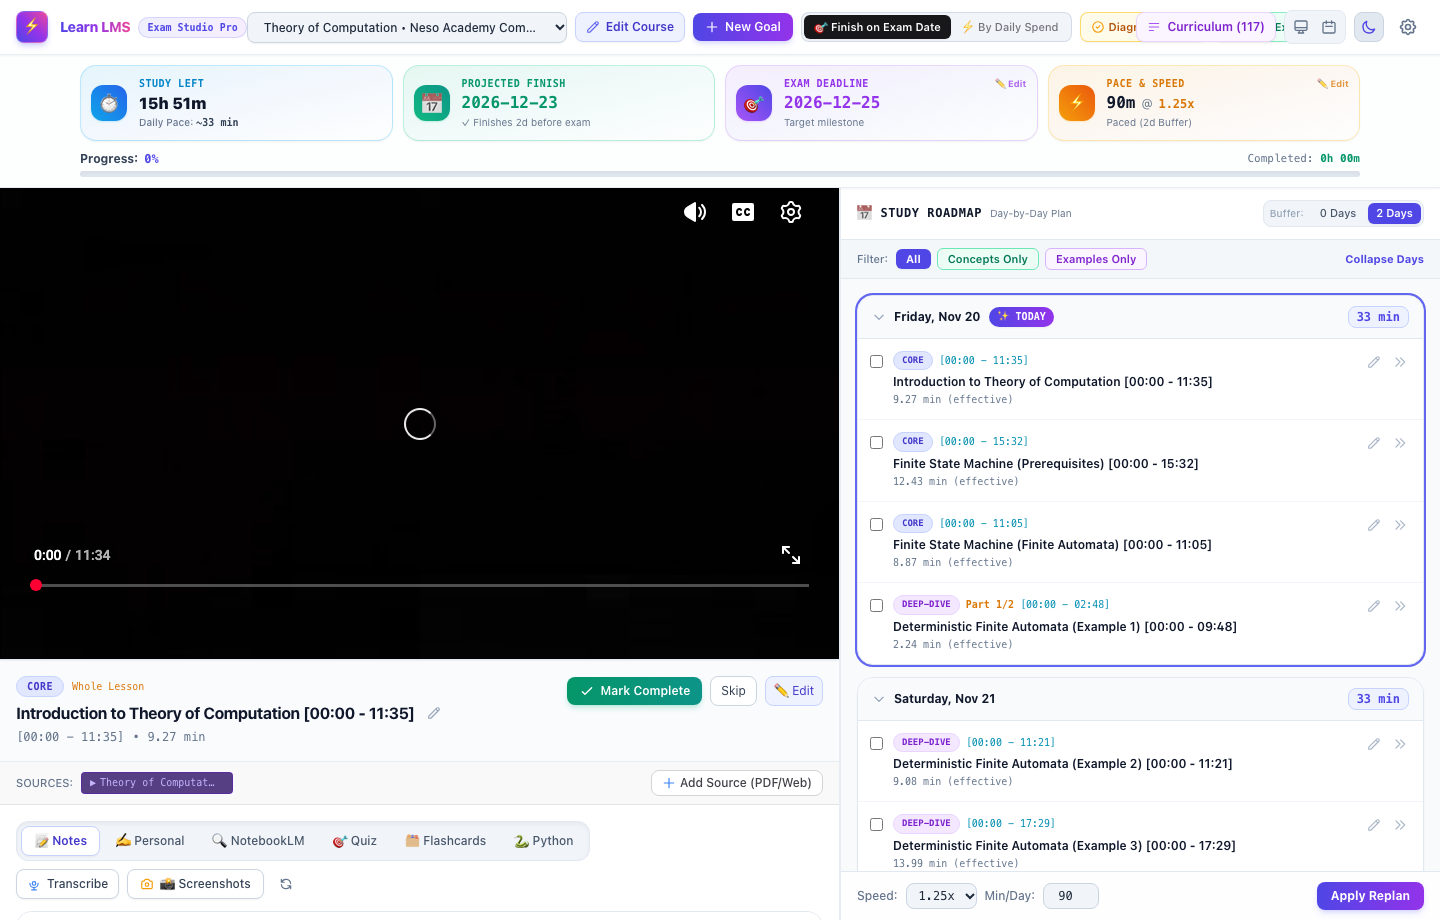 Learn LMS
Exam Studio Pro
Theory of Computation • Neso Academy Com...
Edit Course
New Goal
Finish on Exam Date
By Daily Spend
Curriculum (117)
STUDY LEFT
15h 51m
Daily Pace: ~33 min
PROJECTED FINISH
2026-12-23
✓ Finishes 2d before exam
EXAM DEADLINE
Edit
2026-12-25
Target milestone
PACE & SPEED
Edit
90m @ 1.25x
Paced (2d Buffer)
Progress: 0%
Completed: 0h 00m
CC
0:00 / 11:34
CORE
Whole Lesson
Mark Complete
Skip
Edit
Introduction to Theory of Computation [00:00 - 11:35]
[00:00 – 11:35] • 9.27 min
SOURCES:
Theory of Computat…
Add Source (PDF/Web)
Notes
Personal
NotebookLM
Quiz
Flashcards
Python
Transcribe
Screenshots
STUDY ROADMAP
Day-by-Day Plan
Buffer:
0 Days
2 Days
Filter:
All
Concepts Only
Examples Only
Collapse Days
Friday, Nov 20
TODAY
33 min
CORE
[00:00 – 11:35]
Introduction to Theory of Computation [00:00 - 11:35]
9.27 min (effective)
CORE
[00:00 – 15:32]
Finite State Machine (Prerequisites) [00:00 - 15:32]
12.43 min (effective)
CORE
[00:00 – 11:05]
Finite State Machine (Finite Automata) [00:00 - 11:05]
8.87 min (effective)
DEEP-DIVE
Part 1/2
[00:00 – 02:48]
Deterministic Finite Automata (Example 1) [00:00 - 09:48]
2.24 min (effective)
Saturday, Nov 21
33 min
DEEP-DIVE
[00:00 – 11:21]
Deterministic Finite Automata (Example 2) [00:00 - 11:21]
9.08 min (effective)
DEEP-DIVE
[00:00 – 17:29]
Deterministic Finite Automata (Example 3) [00:00 - 17:29]
13.99 min (effective)
Speed:
1.25x
Min/Day:
90
Apply Replan